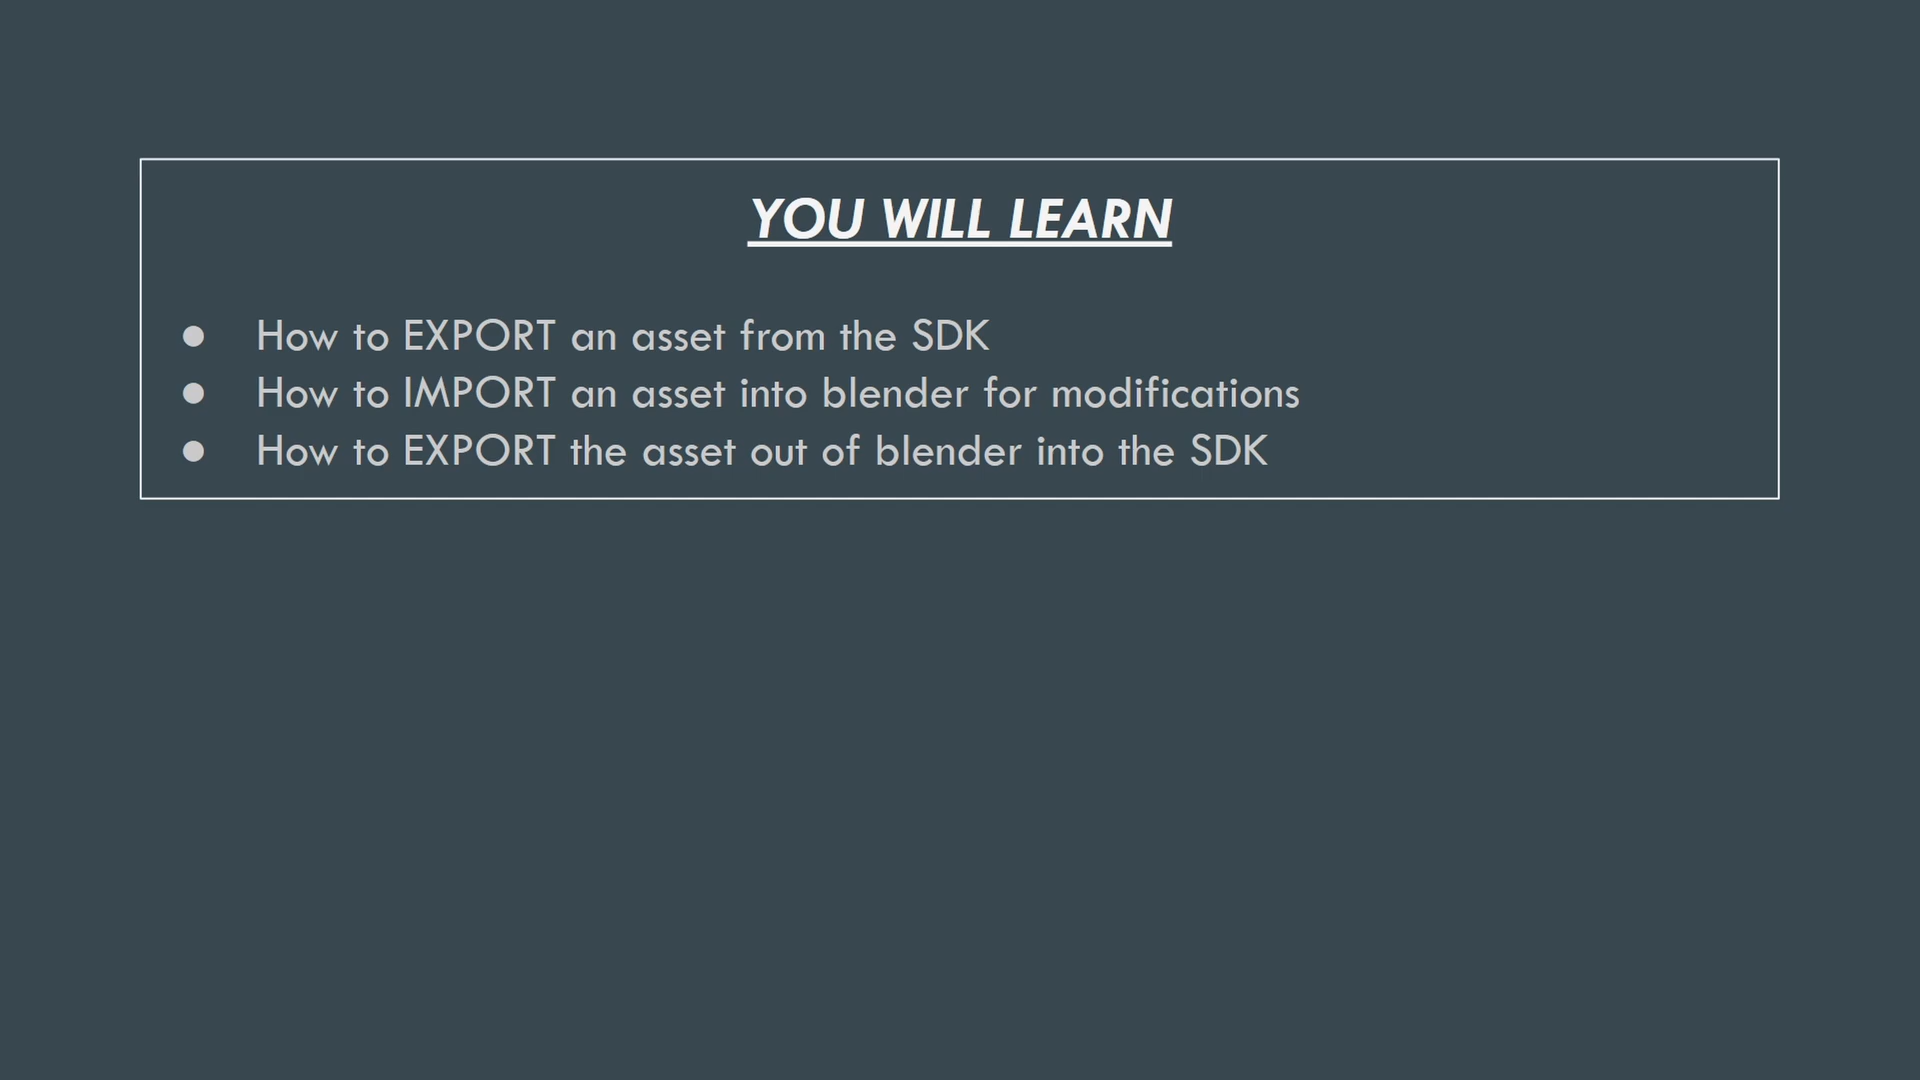 YOU WILL LEARN
● How to EXPORT an asset from the SDK
● How to IMPORT an asset into blender for modifications
● How to EXPORT the asset out of blender into the SDK